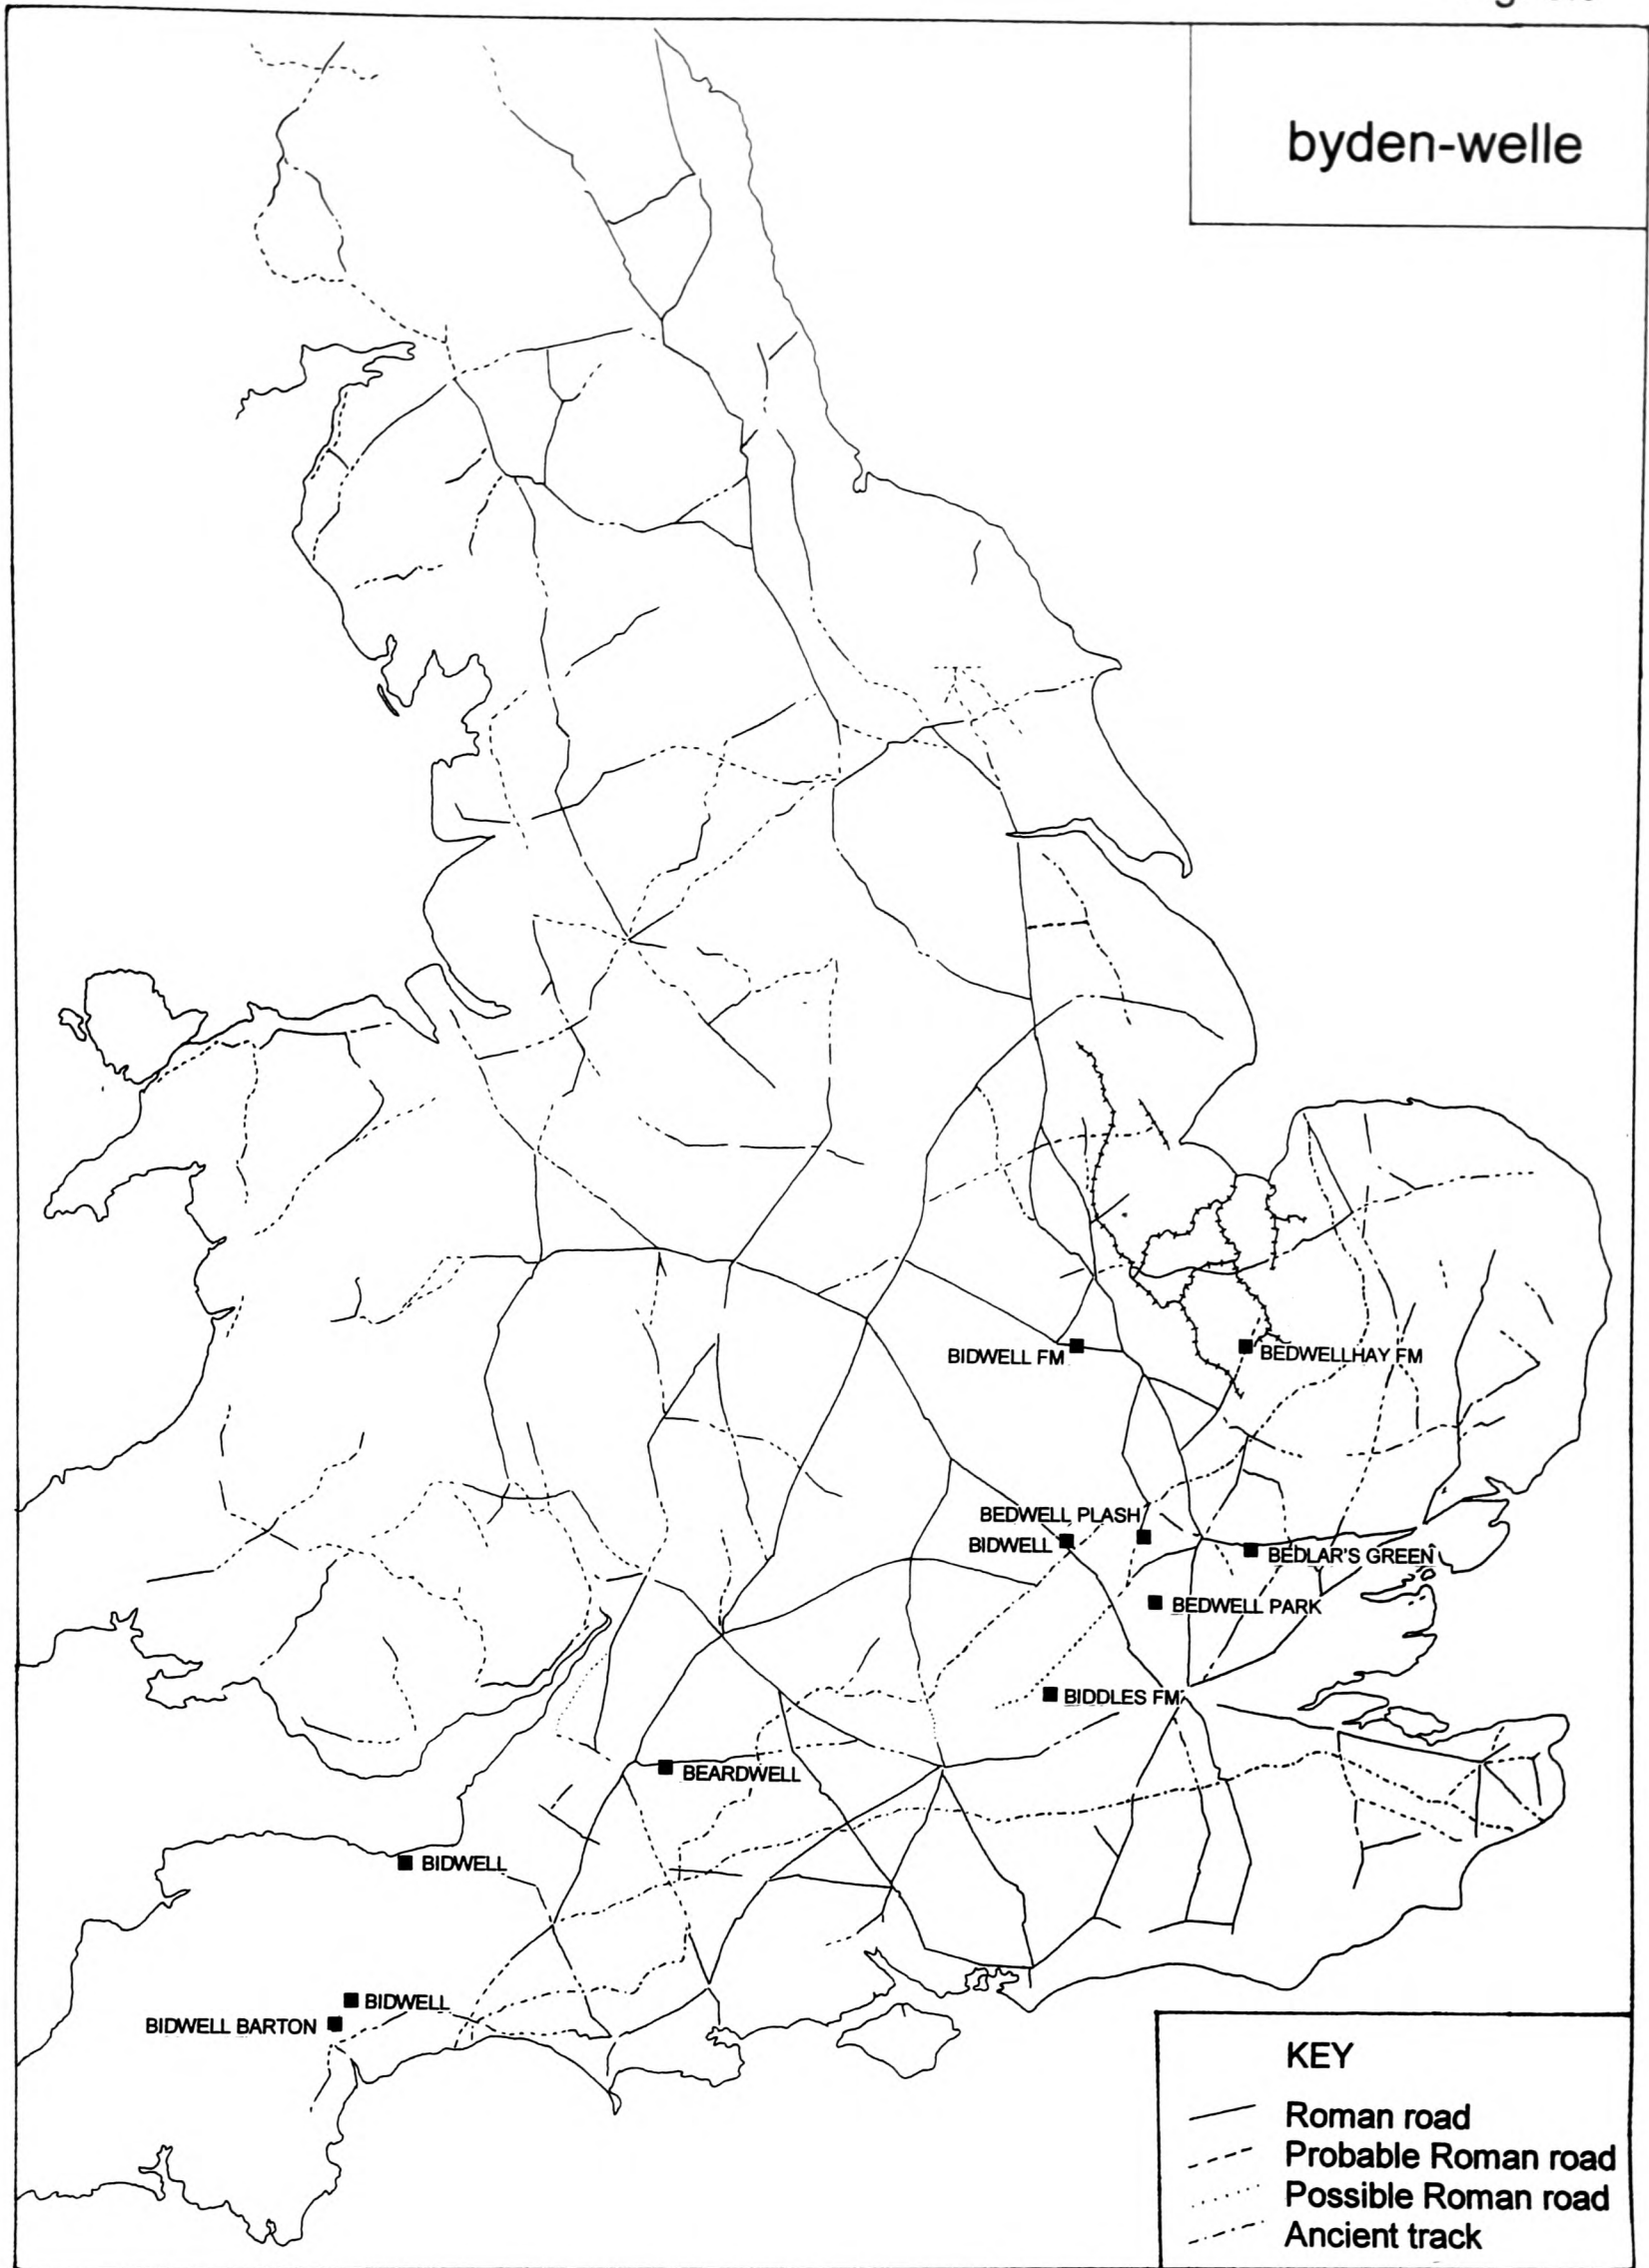 byden-welle
BIDWELL FM
BEDWELLHAY FM
BEDWELL PLASH
BIDWELL
BEDLAR'S GREEN
BEDWELL PARK
BIDDLES FM
BEARDWELL
BIDWELL
BIDWELL
BIDWELL BARTON
KEY
Roman road
Probable Roman road
Possible Roman road
Ancient track